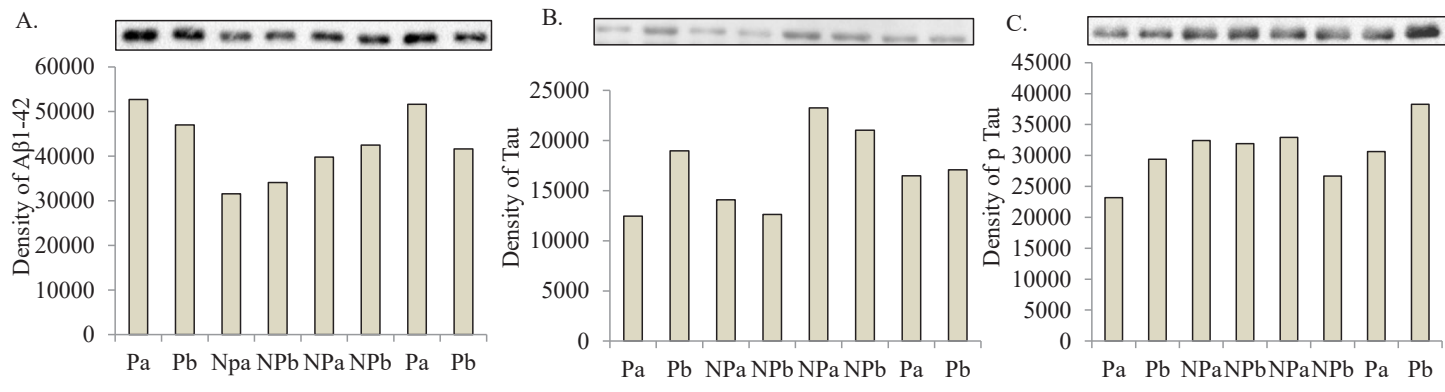 A.
60000
50000
40000
30000
20000
10000
0
Density of Aβ1-42
Pa Pb Npa NPb NPa NPb Pa Pb
B.
25000
20000
15000
10000
5000
0
Density of Tau
Pa Pb NPa NPb NPa NPb Pa Pb
C.
45000
40000
35000
30000
25000
20000
15000
10000
5000
0
Density of p Tau
Pa Pb NPa NPb NPa NPb Pa Pb